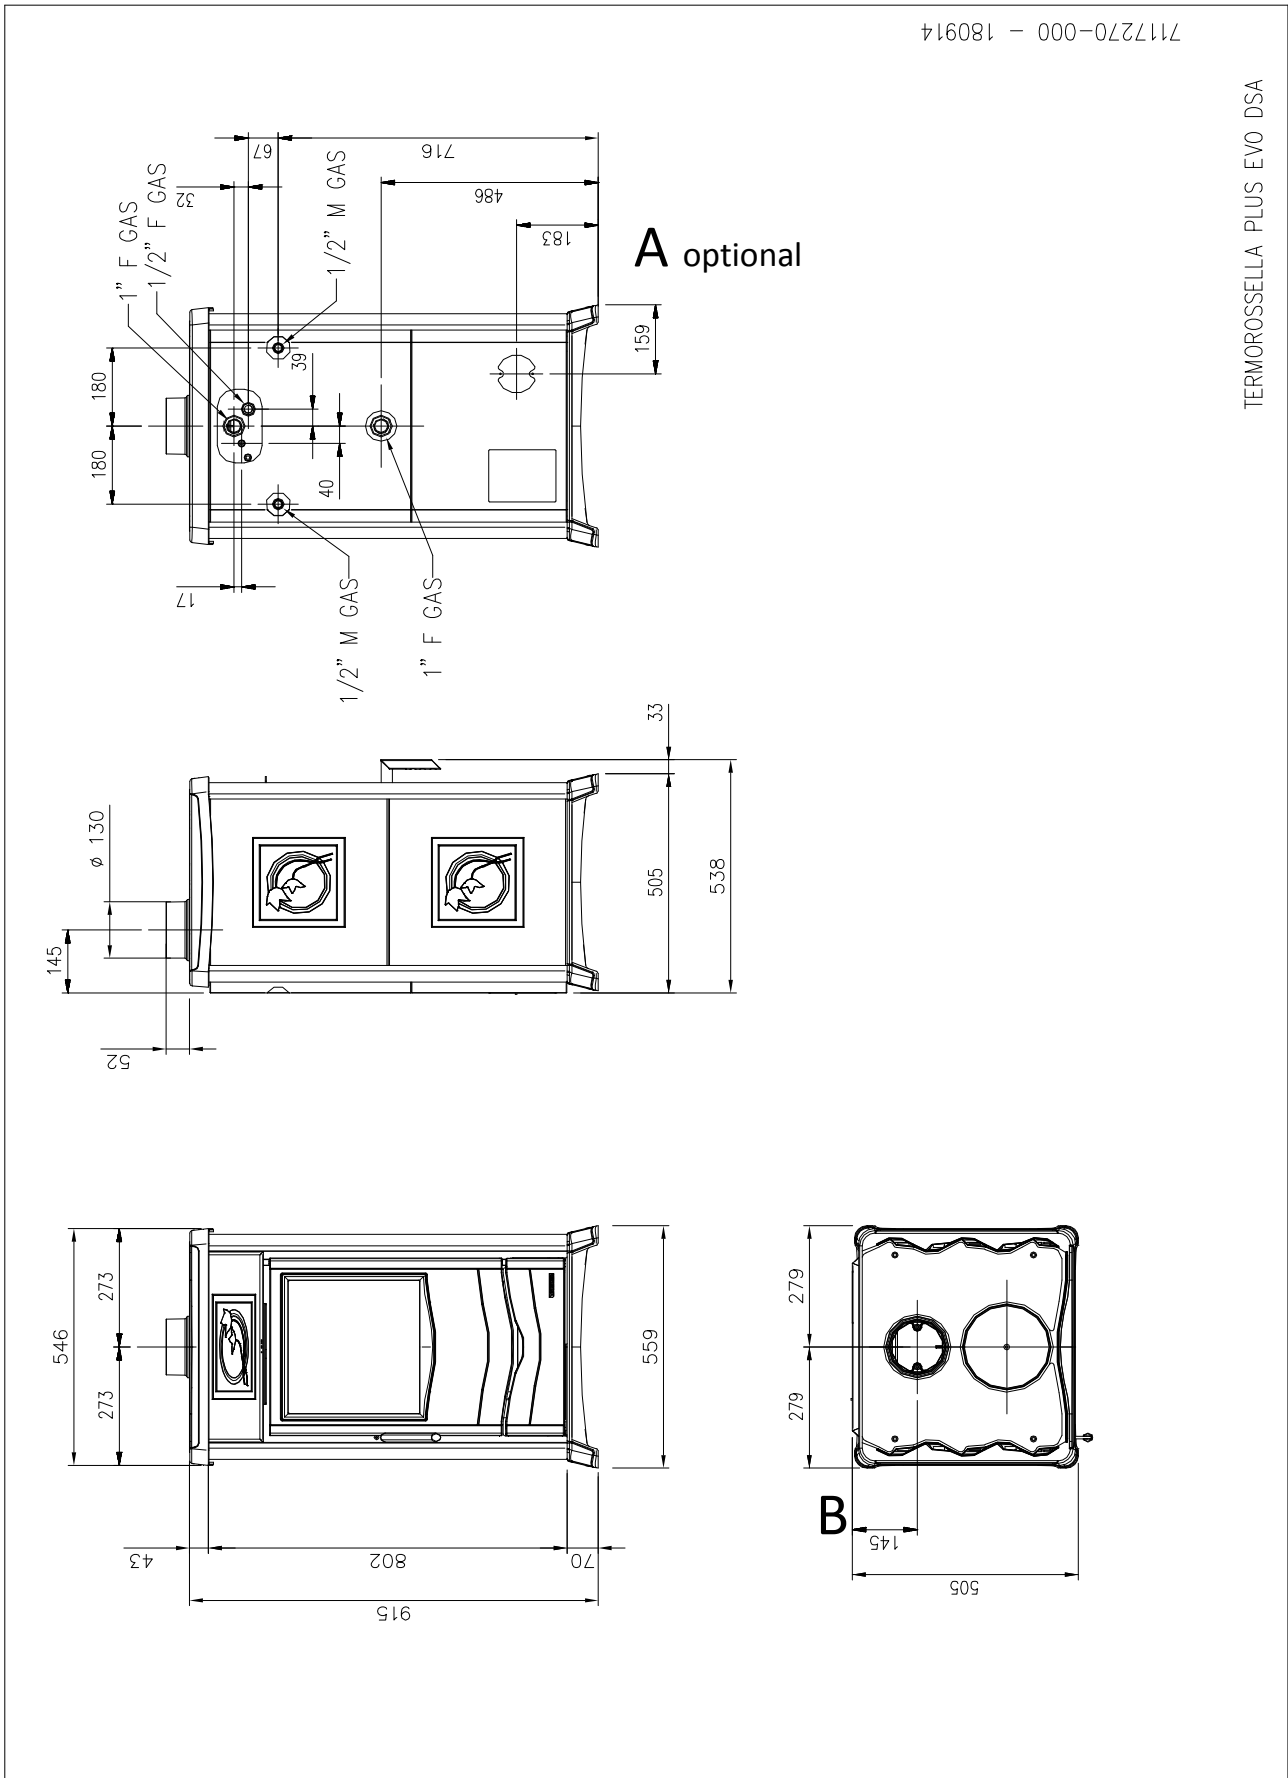 7117270-000 - 180914
TERMOROSSELLA PLUS EVO DSA
1" F GAS
1/2" F GAS
1/2" M GAS
32
67
716
486
183
A optional
180
180
39
40
159
17
1/2" M GAS
1" F GAS
33
ø 130
145
505
538
52
546
273
273
559
43
802
70
915
279
279
B
145
505